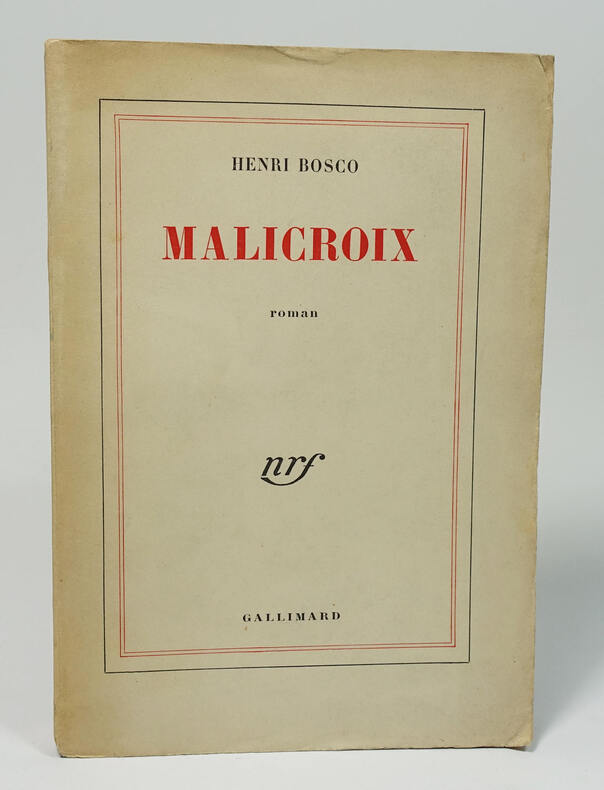 HENRI BOSCO
MALICROIX
roman
nrf
GALLIMARD